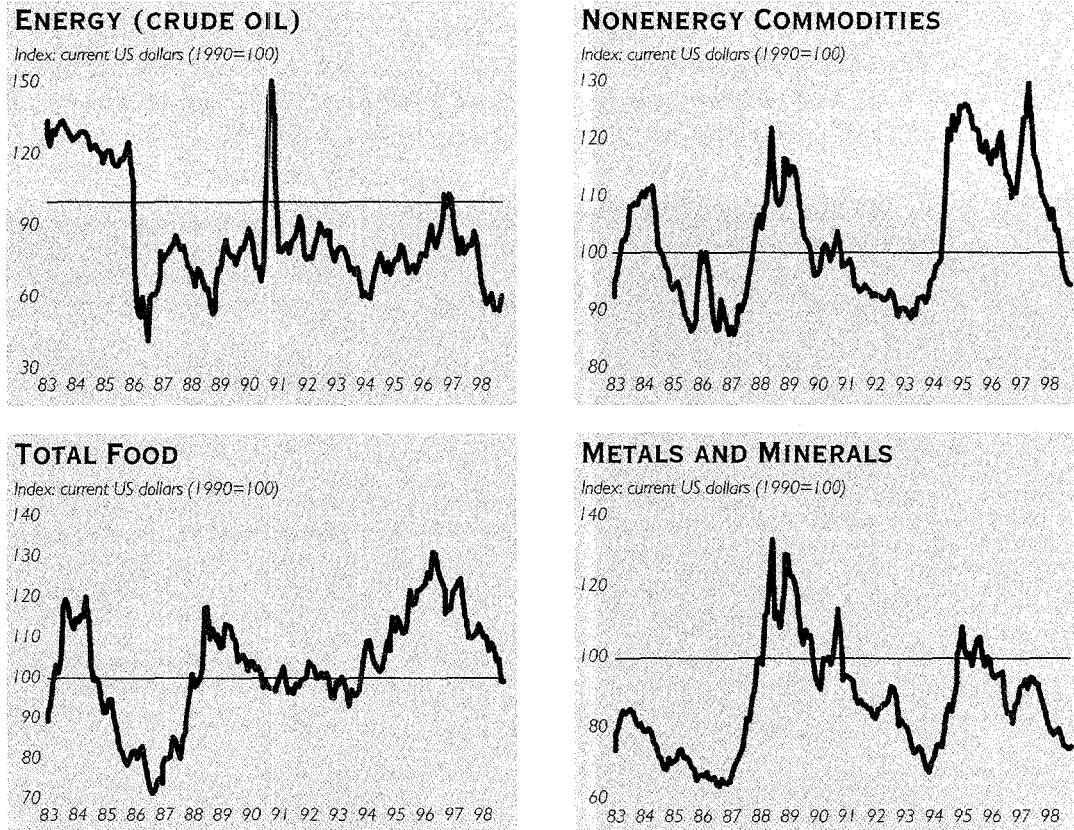 ENERGY (CRUDE OIL)
Index: current US dollars (1990=100)
150
120
90
60
30
83 84 85 86 87 88 89 90 91 92 93 94 95 96 97 98
NONENERGY COMMODITIES
Index: current US dollars (1990=100)
130
120
110
100
90
80
83 84 85 86 87 88 89 90 91 92 93 94 95 96 97 98
TOTAL FOOD
Index: current US dollars (1990=100)
140
130
120
110
100
90
80
70
83 84 85 86 87 88 89 90 91 92 93 94 95 96 97 98
METALS AND MINERALS
Index: current US dollars (1990=100)
140
120
100
80
60
83 84 85 86 87 88 89 90 91 92 93 94 95 96 97 98